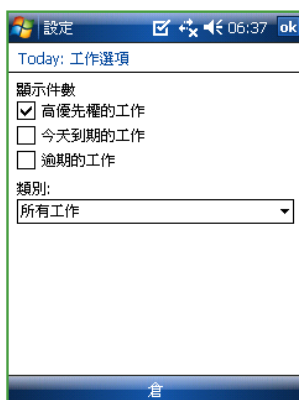 設定 06:37 ok
Today: 工作選項
顯示件數
高優先權的工作
今天到期的工作
逾期的工作
類別:
所有工作
倉